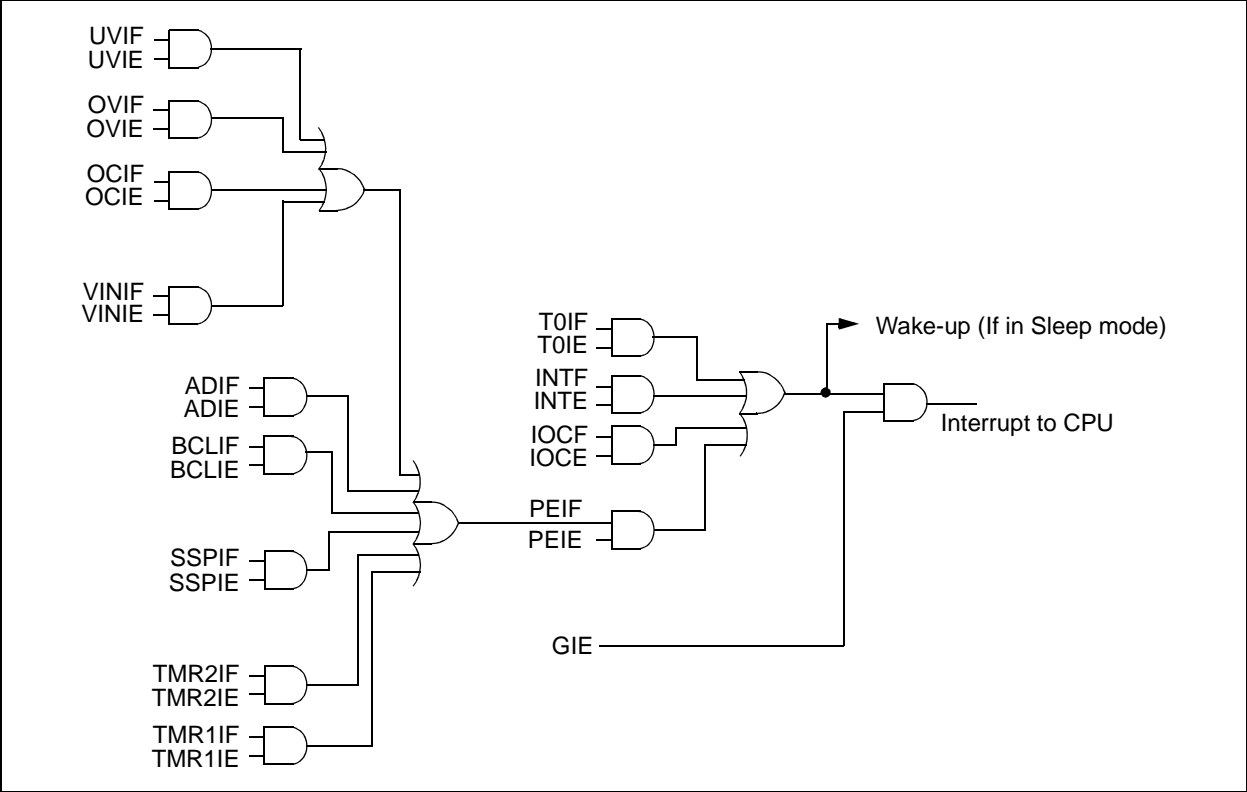 UVIF
UVIE
OVIF
OVIE
OCIF
OCIE
VINIF
VINIE
ADIF
ADIE
BCLIF
BCLIE
SSPIF
SSPIE
TMR2IF
TMR2IE
TMR1IF
TMR1IE
T0IF
T0IE
INTF
INTE
IOCF
IOCE
PEIF
PEIE
GIE
Wake-up (If in Sleep mode)
Interrupt to CPU